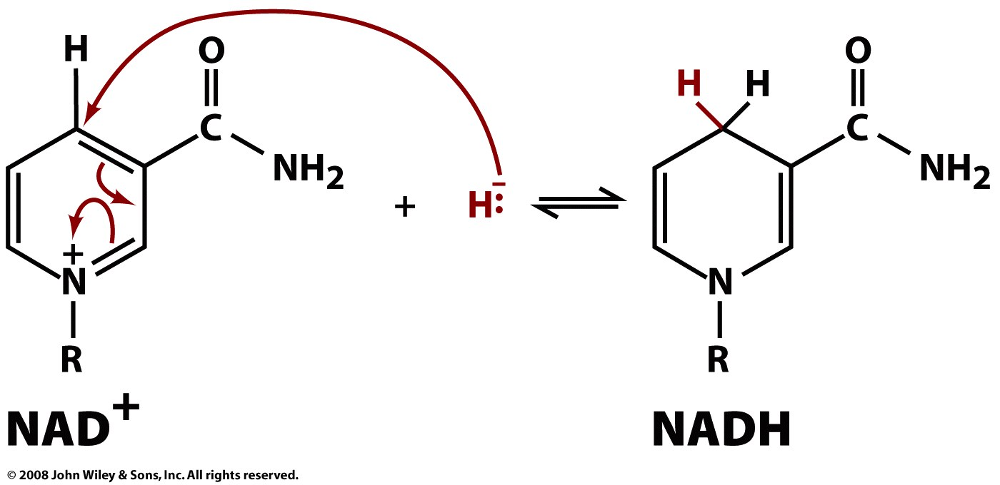 H
O
C
NH2
+
N
R
NAD+
+
H:−
H
H
O
C
NH2
N
R
NADH
© 2008 John Wiley & Sons, Inc. All rights reserved.